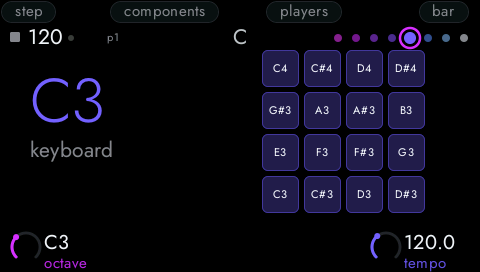 step components players bar
120 p1 C
C3
keyboard
C4 C#4 D4 D#4
G#3 A3 A#3 B3
E3 F3 F#3 G3
C3 C#3 D3 D#3
C3 120.0
octave tempo